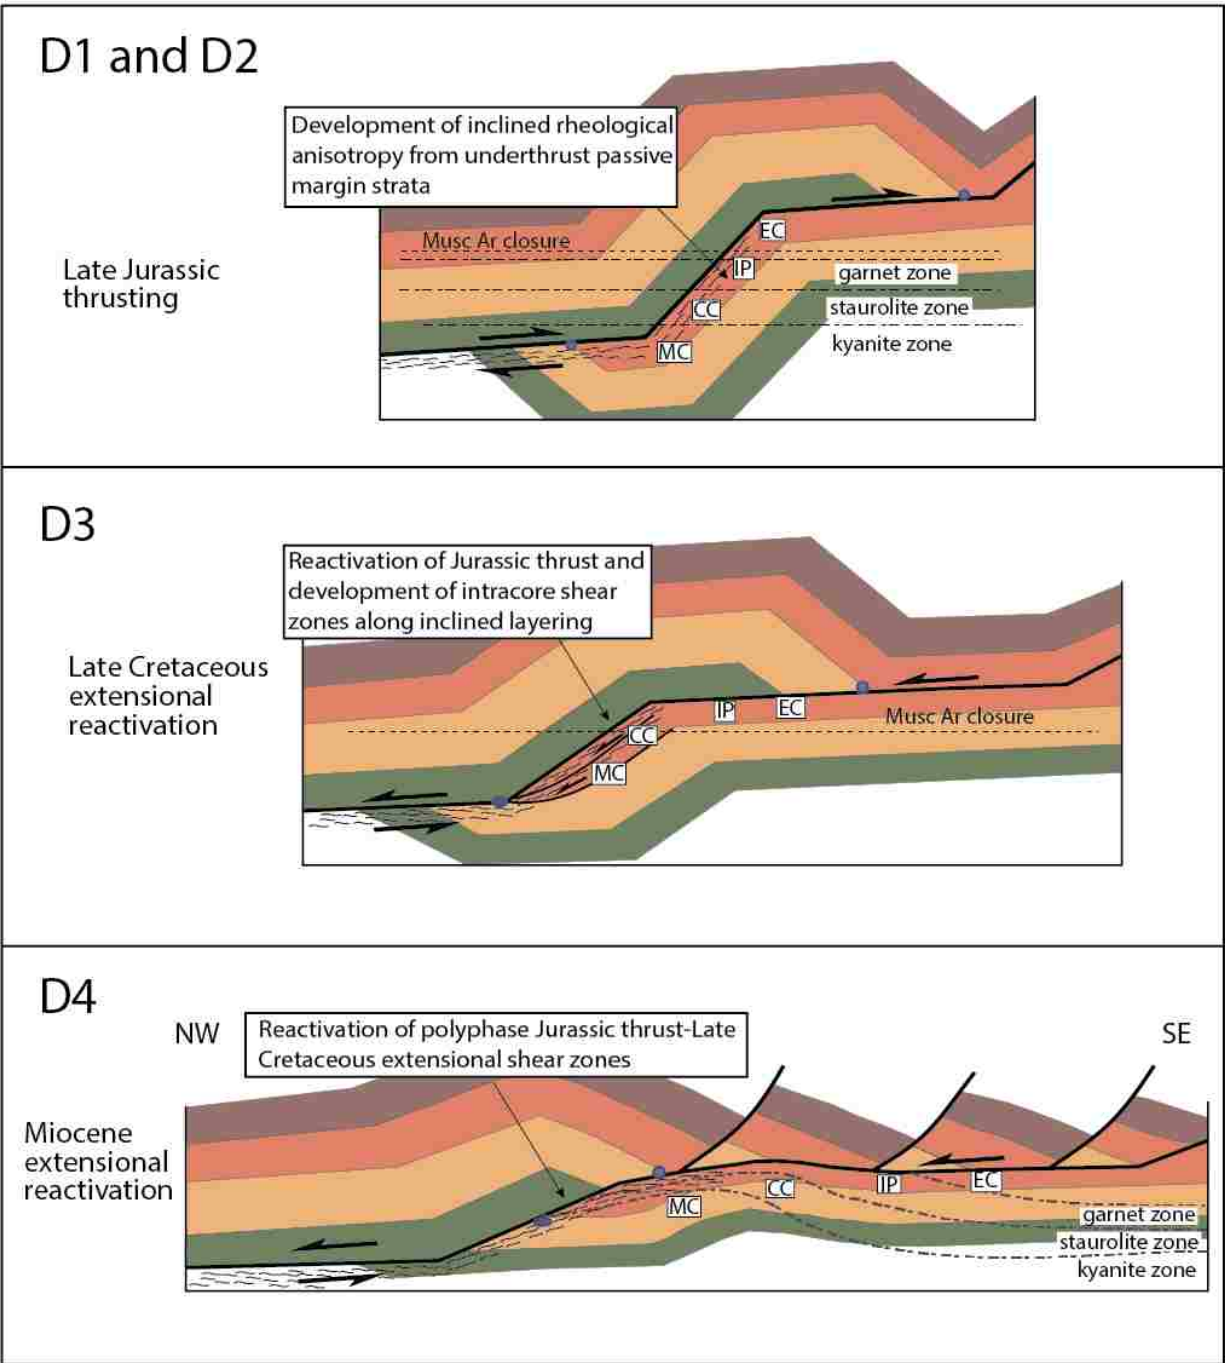 D1 and D2
Development of inclined rheological
anisotropy from underthrust passive
margin strata
Late Jurassic
thrusting
Musc Ar closure
EC
IP
CC
MC
garnet zone
staurolite zone
kyanite zone
D3
Reactivation of Jurassic thrust and
development of intracore shear
zones along inclined layering
Late Cretaceous
extensional
reactivation
IP
EC
Musc Ar closure
CC
MC
D4
NW
Reactivation of polyphase Jurassic thrust-Late
Cretaceous extensional shear zones
SE
Miocene
extensional
reactivation
MC
CC
IP
EC
garnet zone
staurolite zone
kyanite zone